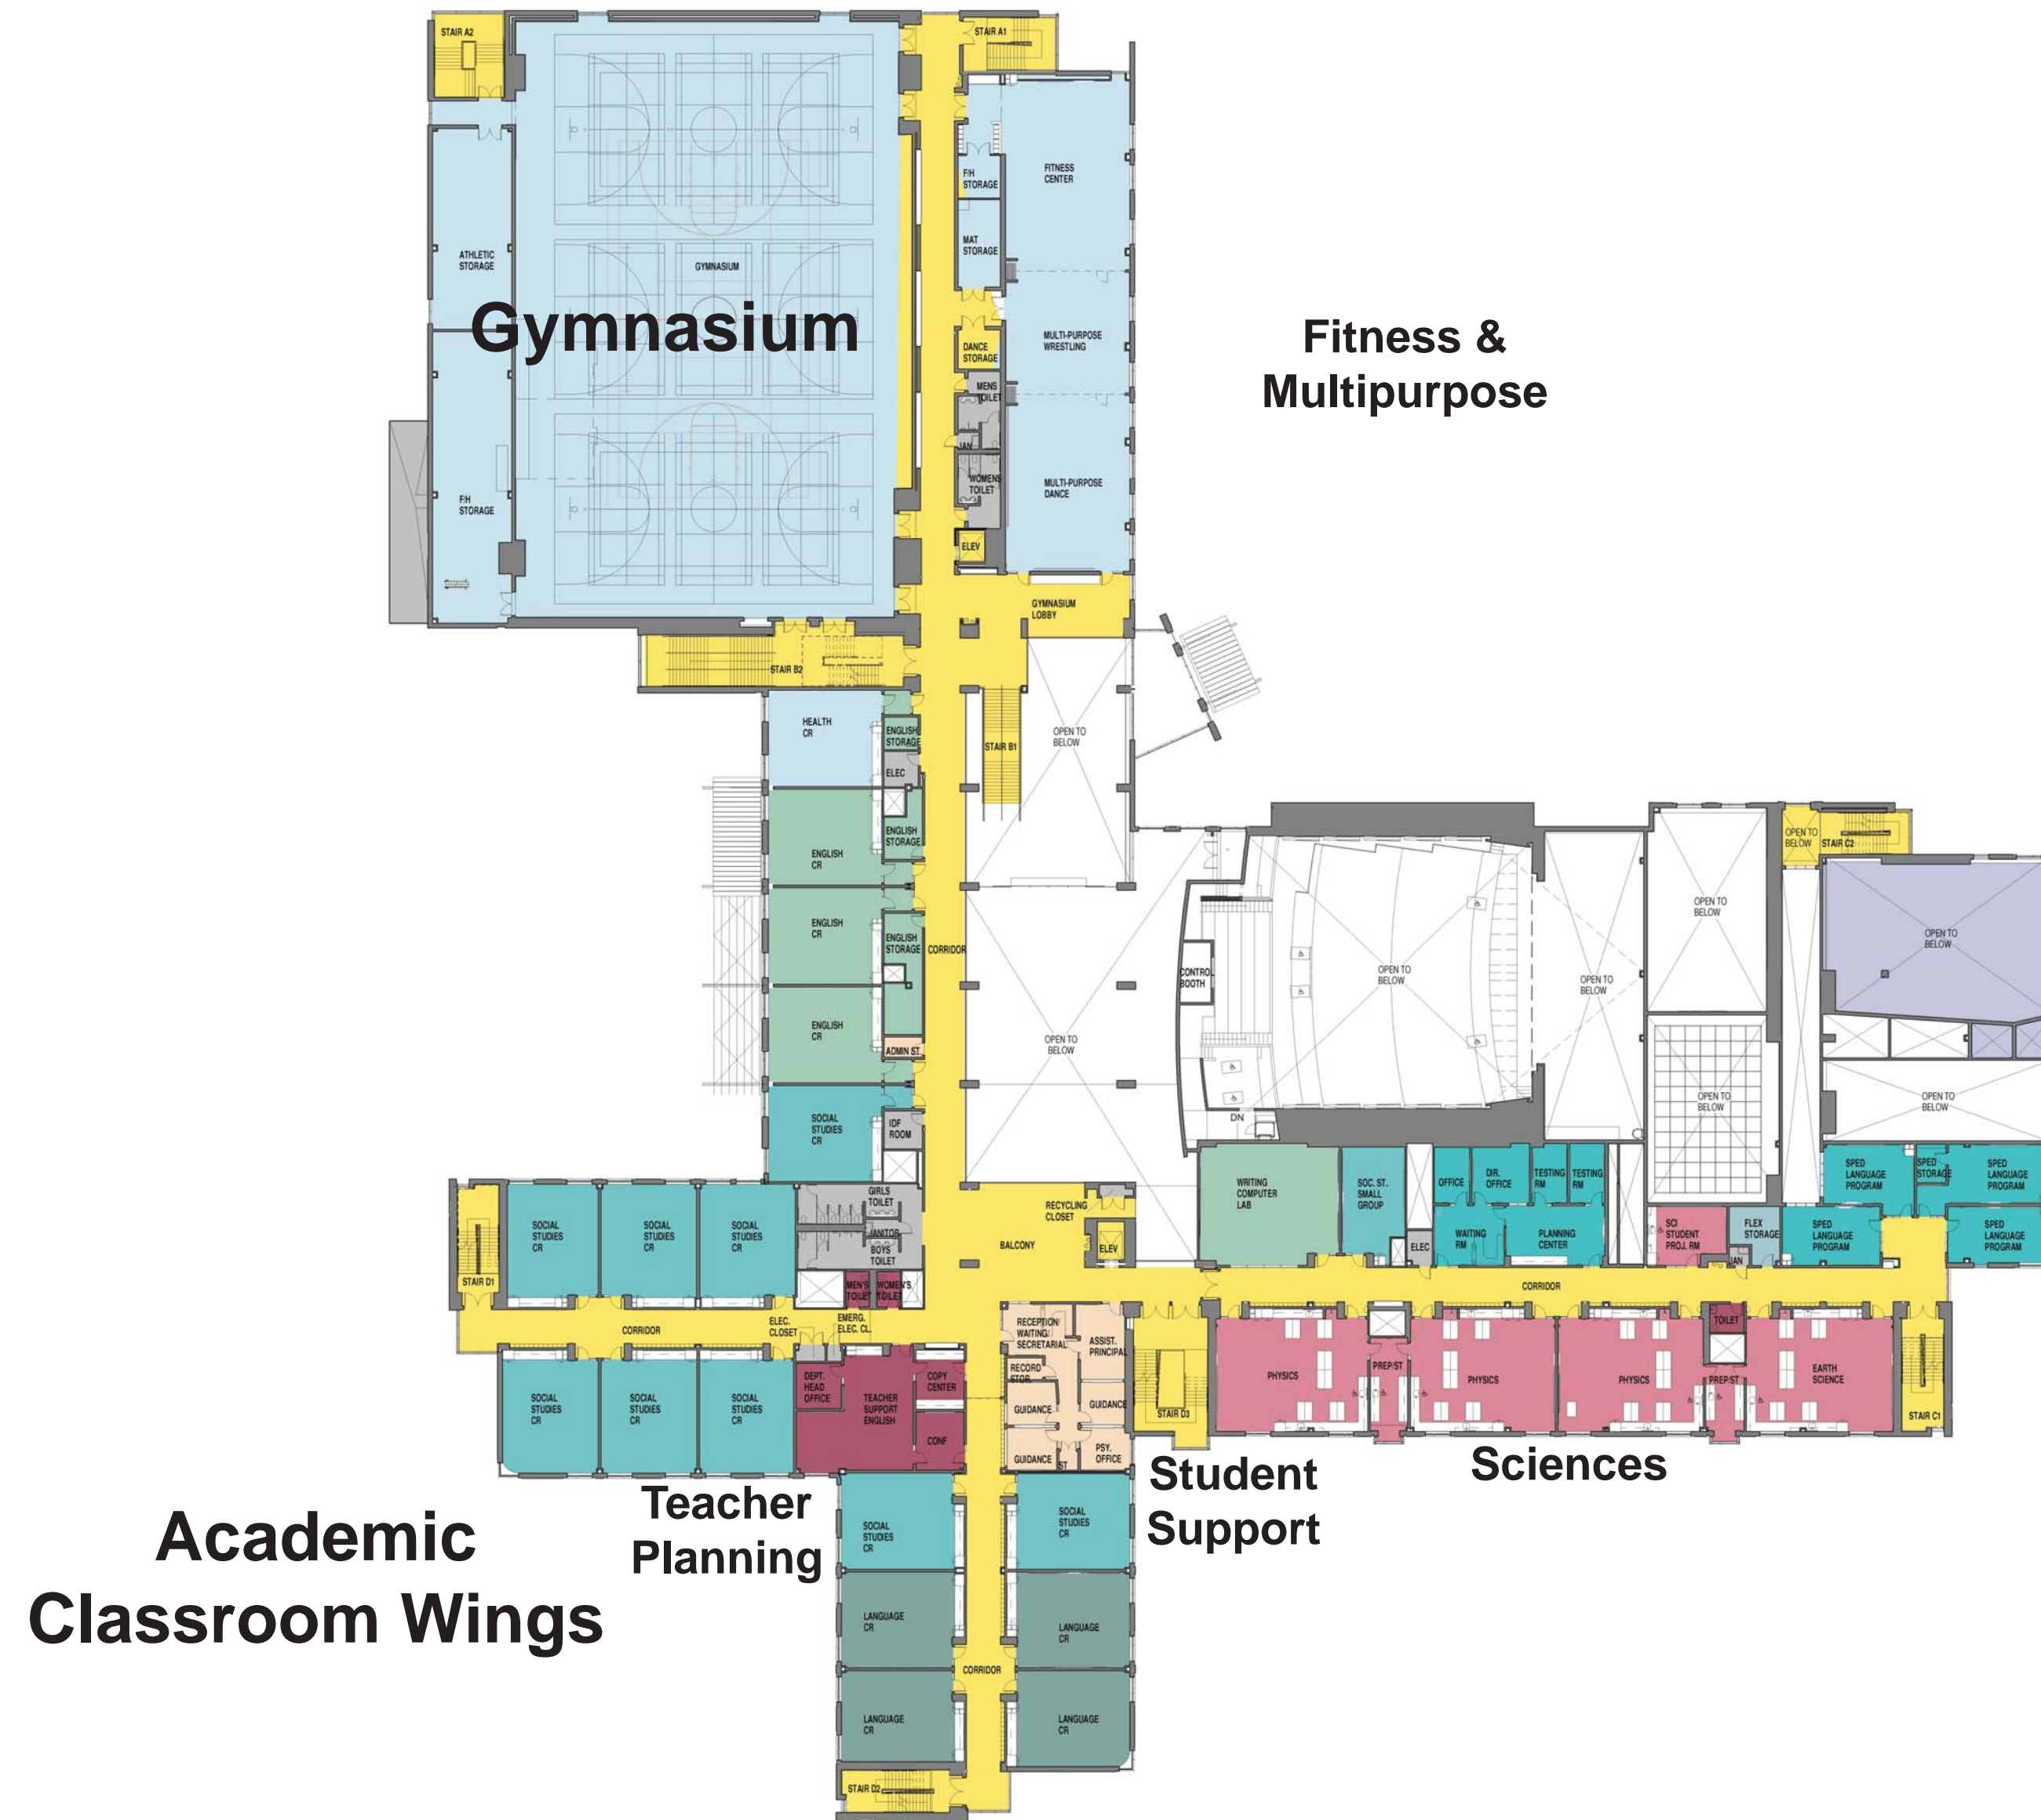 STAIR A2
STAIR A1
FITNESS
CENTER
F/H
STORAGE
MAT
STORAGE
ATHLETIC
STORAGE
GYMNASIUM
Gymnasium
Fitness &
Multipurpose
MULTI-PURPOSE
WRESTLING
DANCE
STORAGE
MENS
TOILET
JAN
WOMENS
TOILET
MULTI-PURPOSE
DANCE
F/H
STORAGE
ELEV
GYMNASIUM
LOBBY
STAIR B2
HEALTH
CR
ENGLISH
STORAGE
ELEC
STAIR B1
OPEN TO
BELOW
ENGLISH
CR
ENGLISH
STORAGE
OPEN TO
BELOW
STAIR C2
ENGLISH
CR
ENGLISH
STORAGE
CORRIDOR
CONTROL
BOOTH
OPEN TO
BELOW
OPEN TO
BELOW
OPEN TO
BELOW
OPEN TO
BELOW
ENGLISH
CR
ADMIN ST.
OPEN TO
BELOW
OPEN TO
BELOW
OPEN TO
BELOW
DN
SOCIAL
STUDIES
CR
IDF
ROOM
GIRLS
TOILET
JANITOR
BOYS
TOILET
MEN'S
TOILET
WOMEN'S
TOILET
RECYCLING
CLOSET
BALCONY
ELEV
WRITING
COMPUTER
LAB
SOC. ST.
SMALL
GROUP
OFFICE
DIR.
OFFICE
TESTING
RM
TESTING
RM
ELEC
WAITING
RM
PLANNING
CENTER
SCI
STUDENT
PROJ. RM
FLEX
STORAGE
JAN
SPED
LANGUAGE
PROGRAM
SPED
STORAGE
SPED
LANGUAGE
PROGRAM
SPED
LANGUAGE
PROGRAM
SPED
LANGUAGE
PROGRAM
SOCIAL
STUDIES
CR
SOCIAL
STUDIES
CR
SOCIAL
STUDIES
CR
STAIR D1
CORRIDOR
ELEC.
CLOSET
EMERG.
ELEC. CL.
CORRIDOR
RECEPTION/
WAITING/
SECRETARIAL
ASSIST.
PRINCIPAL
RECORD
STOR.
GUIDANCE
GUIDANCE
GUIDANCE
ST
PSY.
OFFICE
STAIR D3
PHYSICS
PREP/ST
PHYSICS
PHYSICS
TOILET
PREP/ST
EARTH
SCIENCE
STAIR C1
SOCIAL
STUDIES
CR
SOCIAL
STUDIES
CR
SOCIAL
STUDIES
CR
DEPT.
HEAD
OFFICE
TEACHER
SUPPORT
ENGLISH
COPY
CENTER
CONF
Student
Support
Sciences
Teacher
Planning
Academic
Classroom Wings
SOCIAL
STUDIES
CR
SOCIAL
STUDIES
CR
LANGUAGE
CR
LANGUAGE
CR
CORRIDOR
LANGUAGE
CR
LANGUAGE
CR
STAIR D2